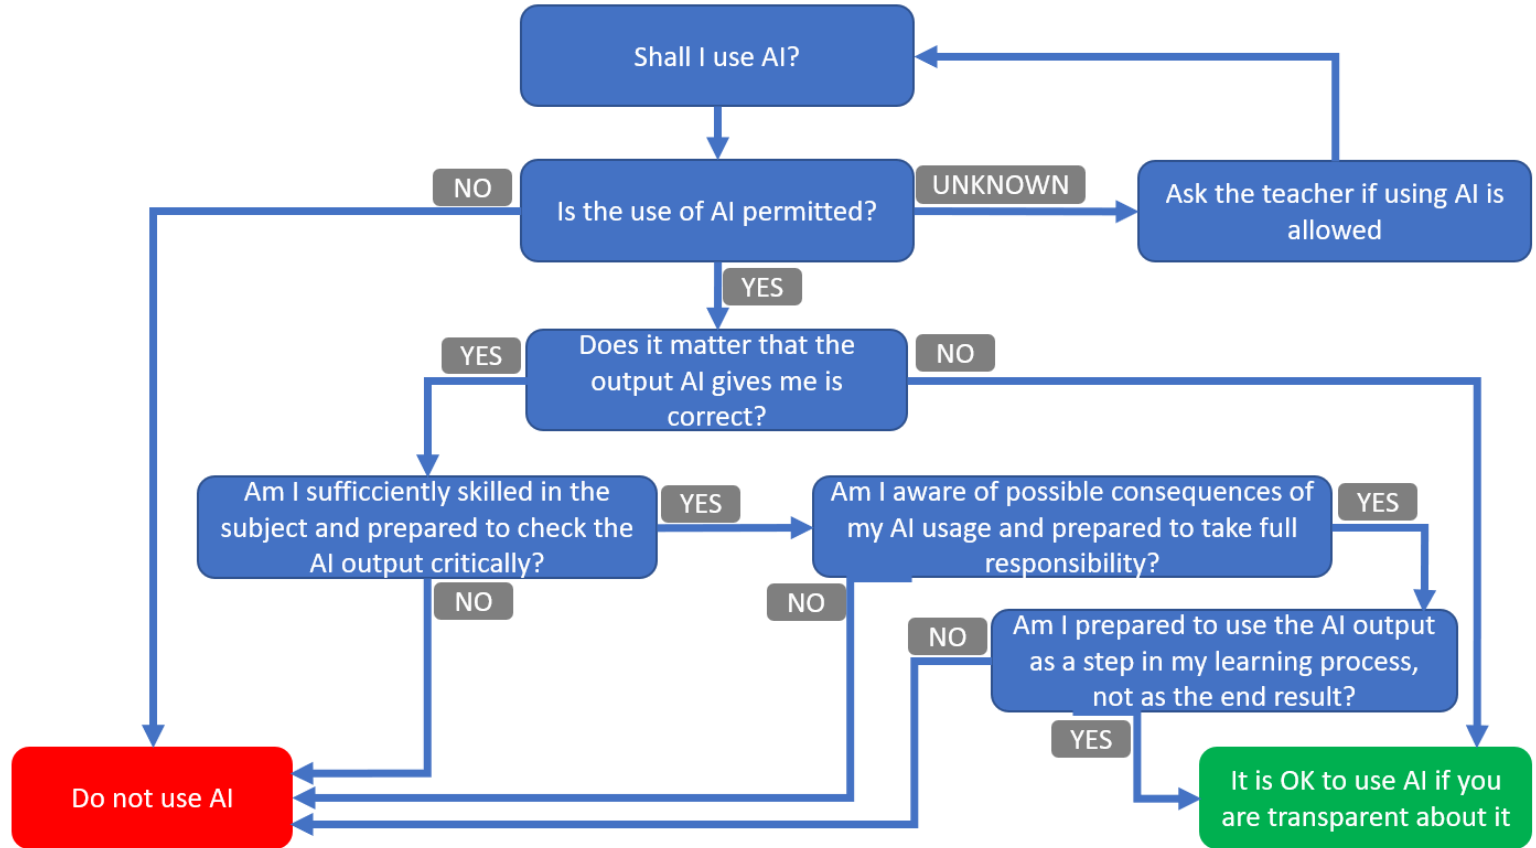 Shall I use AI?
NO
Is the use of AI permitted?
UNKNOWN
Ask the teacher if using AI is
allowed
YES
YES
Does it matter that the
output AI gives me is
correct?
NO
Am I sufficciently skilled in the
subject and prepared to check the
AI output critically?
YES
Am I aware of possible consequences of
my AI usage and prepared to take full
responsibility?
YES
NO
NO
NO
Am I prepared to use the AI output
as a step in my learning process,
not as the end result?
YES
Do not use AI
It is OK to use AI if you
are transparent about it